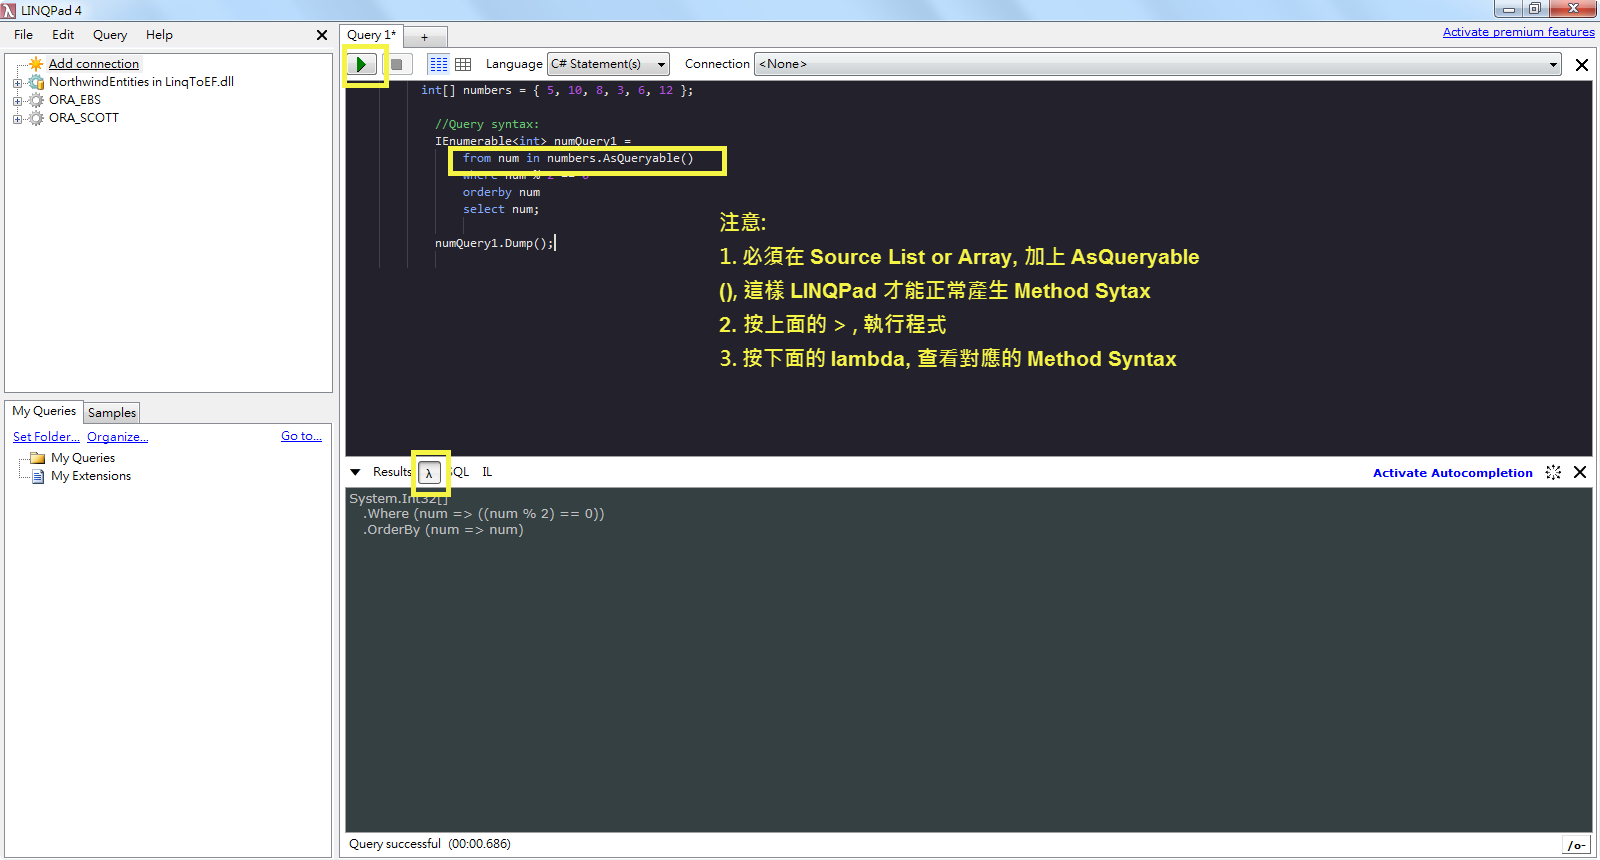 LINQPad 4
File Edit Query Help
Query 1* +
Activate premium features
Add connection
NorthwindEntities in LinqToEF.dll
ORA_EBS
ORA_SCOTT
Language C# Statement(s) Connection <None>
int[] numbers = { 5, 10, 8, 3, 6, 12 };
//Query syntax:
IEnumerable<int> numQuery1 =
from num in numbers.AsQueryable()
where num % 2 == 0
orderby num
select num;
numQuery1.Dump();
注意:
1. 必須在 Source List or Array, 加上 AsQueryable
(), 這樣 LINQPad 才能正常產生 Method Sytax
2. 按上面的 > , 執行程式
3. 按下面的 lambda, 查看對應的 Method Syntax
My Queries Samples
Set Folder... Organize... Go to...
My Queries
My Extensions
Results λ SQL IL
Activate Autocompletion
System.Int32[]
.Where (num => ((num % 2) == 0))
.OrderBy (num => num)
Query successful (00:00.686)
/o-